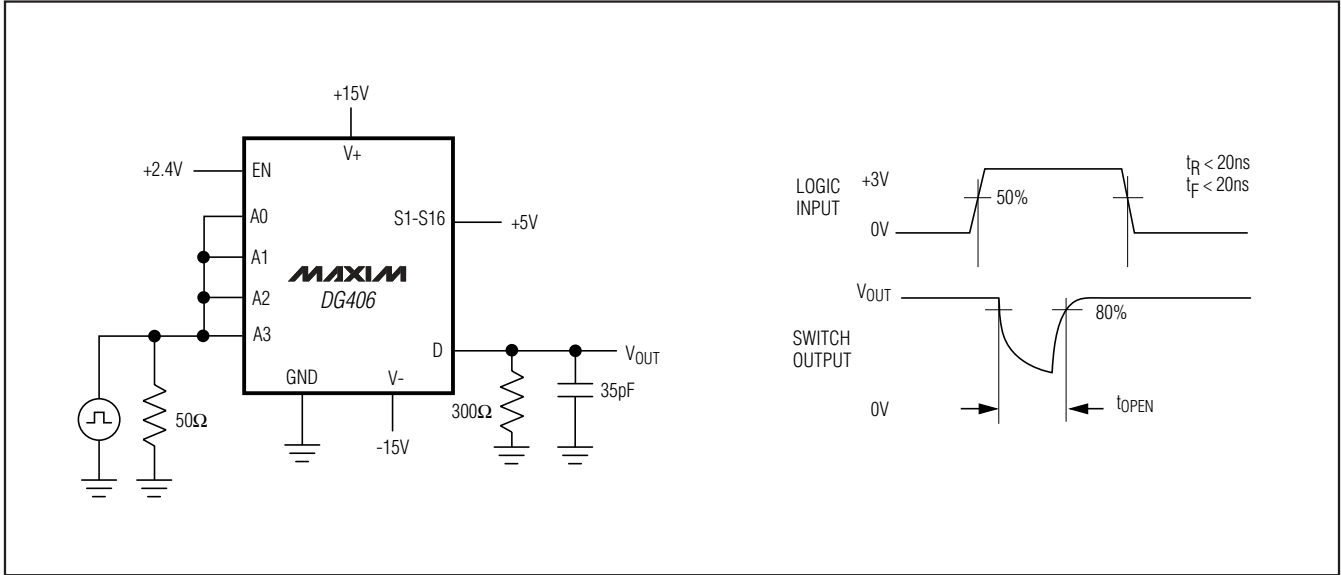 +15V
V+
+2.4V
EN
A0
A1
A2
A3
S1-S16
+5V
MAXIM
DG406
D
VOUT
GND
V-
50Ω
-15V
300Ω
35pF
LOGIC
INPUT
+3V
0V
50%
tR < 20ns
tF < 20ns
VOUT
80%
SWITCH
OUTPUT
0V
tOPEN